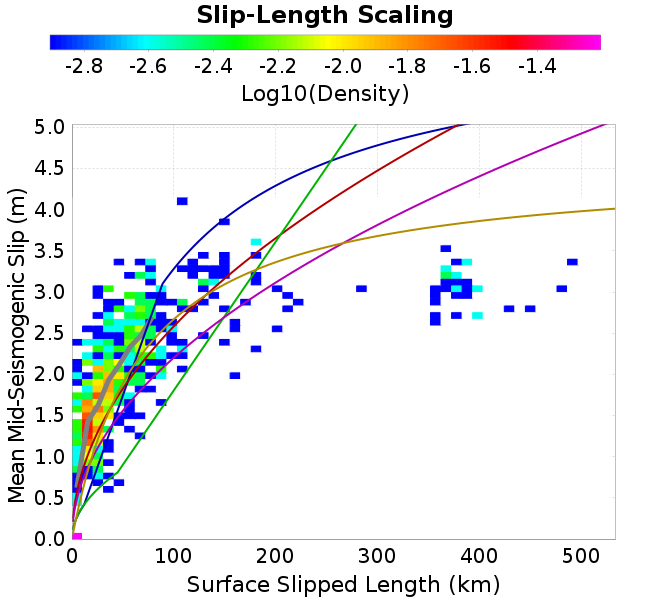 Slip-Length Scaling
-2.8 -2.6 -2.4 -2.2 -2.0 -1.8 -1.6 -1.4
Log10(Density)
5.0
4.5
4.0
3.5
3.0
2.5
2.0
1.5
1.0
0.5
0.0
Mean Mid-Seismogenic Slip (m)
0 100 200 300 400 500
Surface Slipped Length (km)